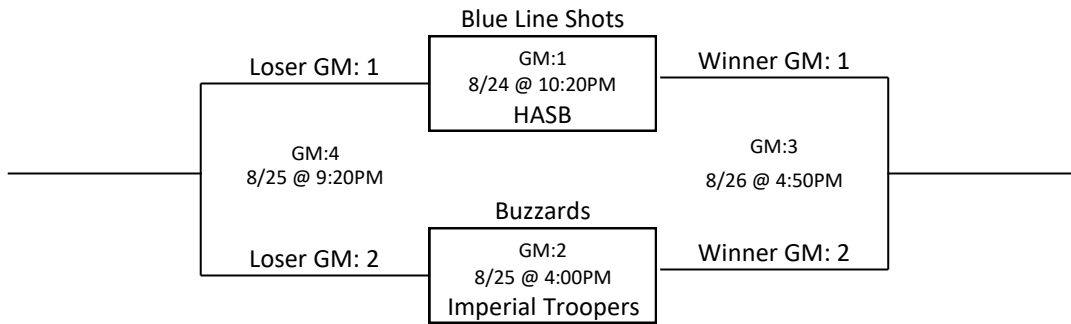 Blue Line Shots
Loser GM: 1
GM:1
8/24 @ 10:20PM
HASB
Winner GM: 1
GM:4
8/25 @ 9:20PM
GM:3
8/26 @ 4:50PM
Buzzards
Loser GM: 2
GM:2
8/25 @ 4:00PM
Imperial Troopers
Winner GM: 2